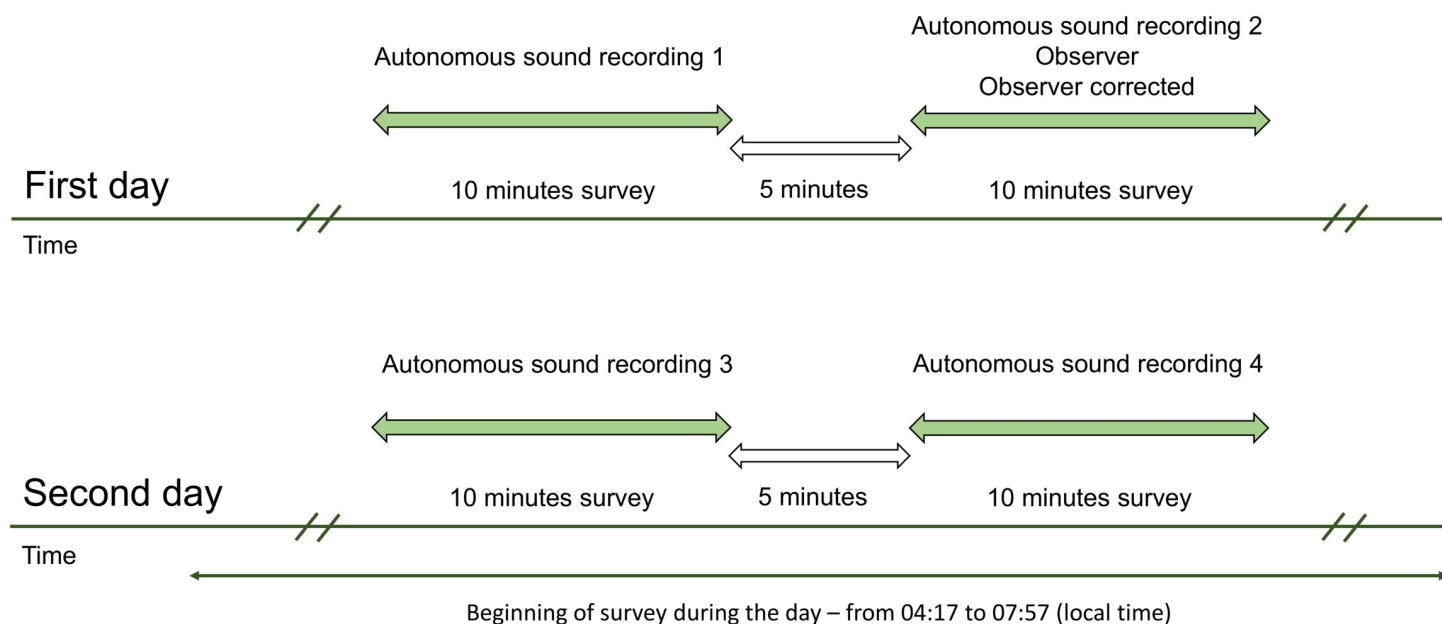 Autonomous sound recording 1
Autonomous sound recording 2
Observer
Observer corrected
First day
10 minutes survey
5 minutes
10 minutes survey
Time
Autonomous sound recording 3
Autonomous sound recording 4
Second day
10 minutes survey
5 minutes
10 minutes survey
Time
Beginning of survey during the day – from 04:17 to 07:57 (local time)